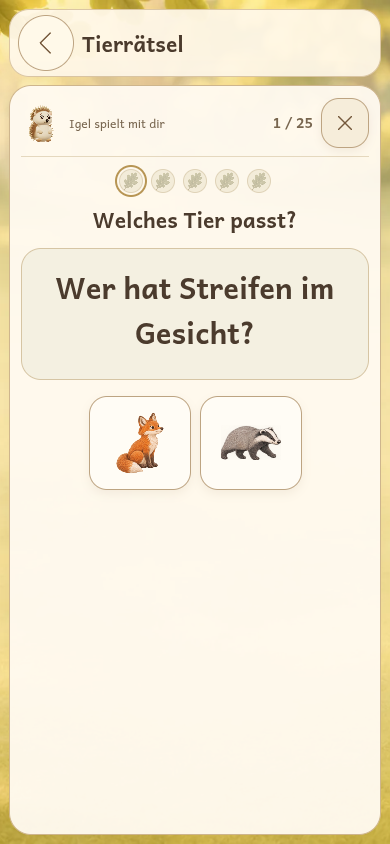 Tierrätsel
Igel spielt mit dir
1 / 25
Welches Tier passt?
Wer hat Streifen im
Gesicht?